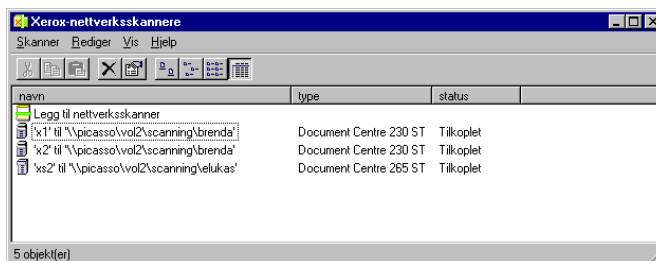 Xerox-nettverksskannere
Skanner Rediger Vis Hjelp
navn type status
Legg til nettverksskanner
'x1' til '\\picasso\vol2\scanning\brenda' Document Centre 230 ST Tilkoplet
'x2' til '\\picasso\vol2\scanning\brenda' Document Centre 230 ST Tilkoplet
'xs2' til '\\picasso\vol2\scanning\elukas' Document Centre 265 ST Tilkoplet
5 objekt(er)